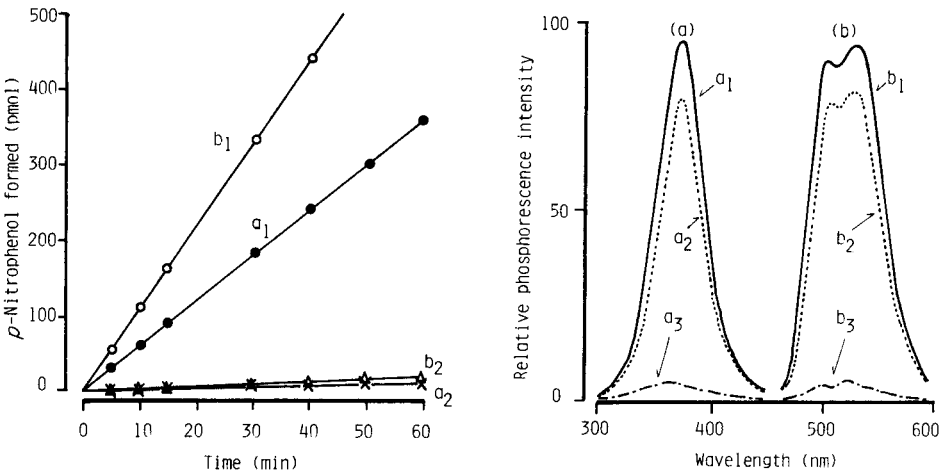 500
400
300
200
100
0
p-Nitrophenol formed (pmol)
b1
a1
b2
a2
0 10 20 30 40 50 60
Time (min)
100
50
0
Relative phosphorescence intensity
(a) (b)
a1 b1
a2 b2
a3 b3
300 400 500 600
Wavelength (nm)